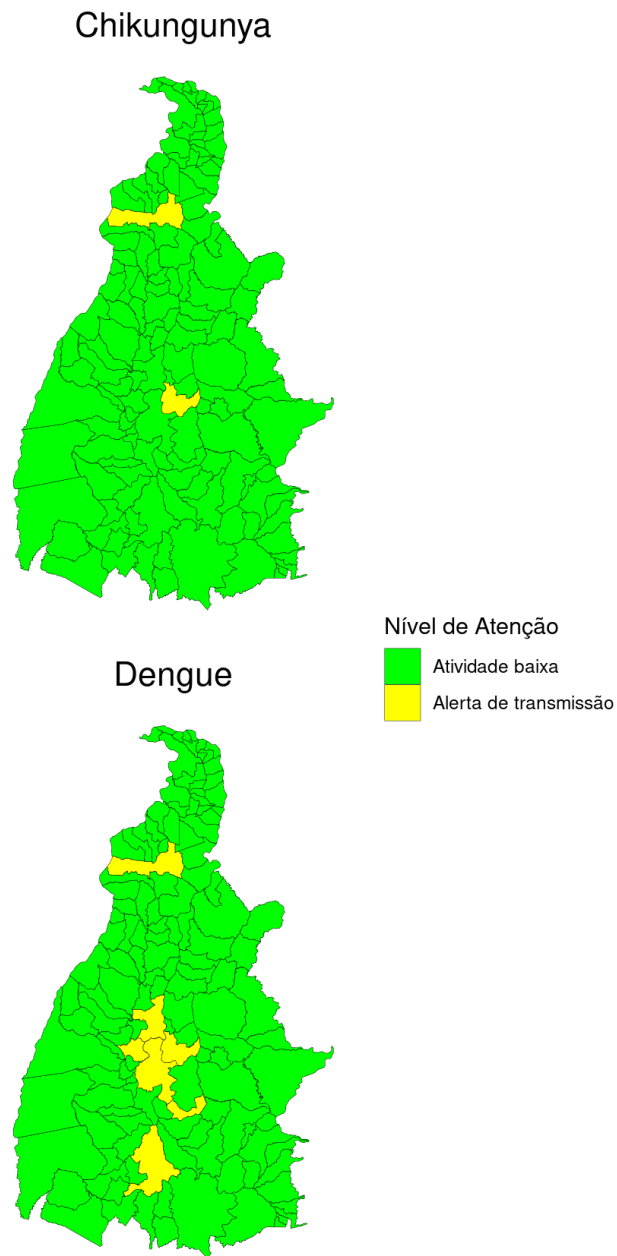 Chikungunya
Nível de Atenção
Atividade baixa
Alerta de transmissão
Dengue